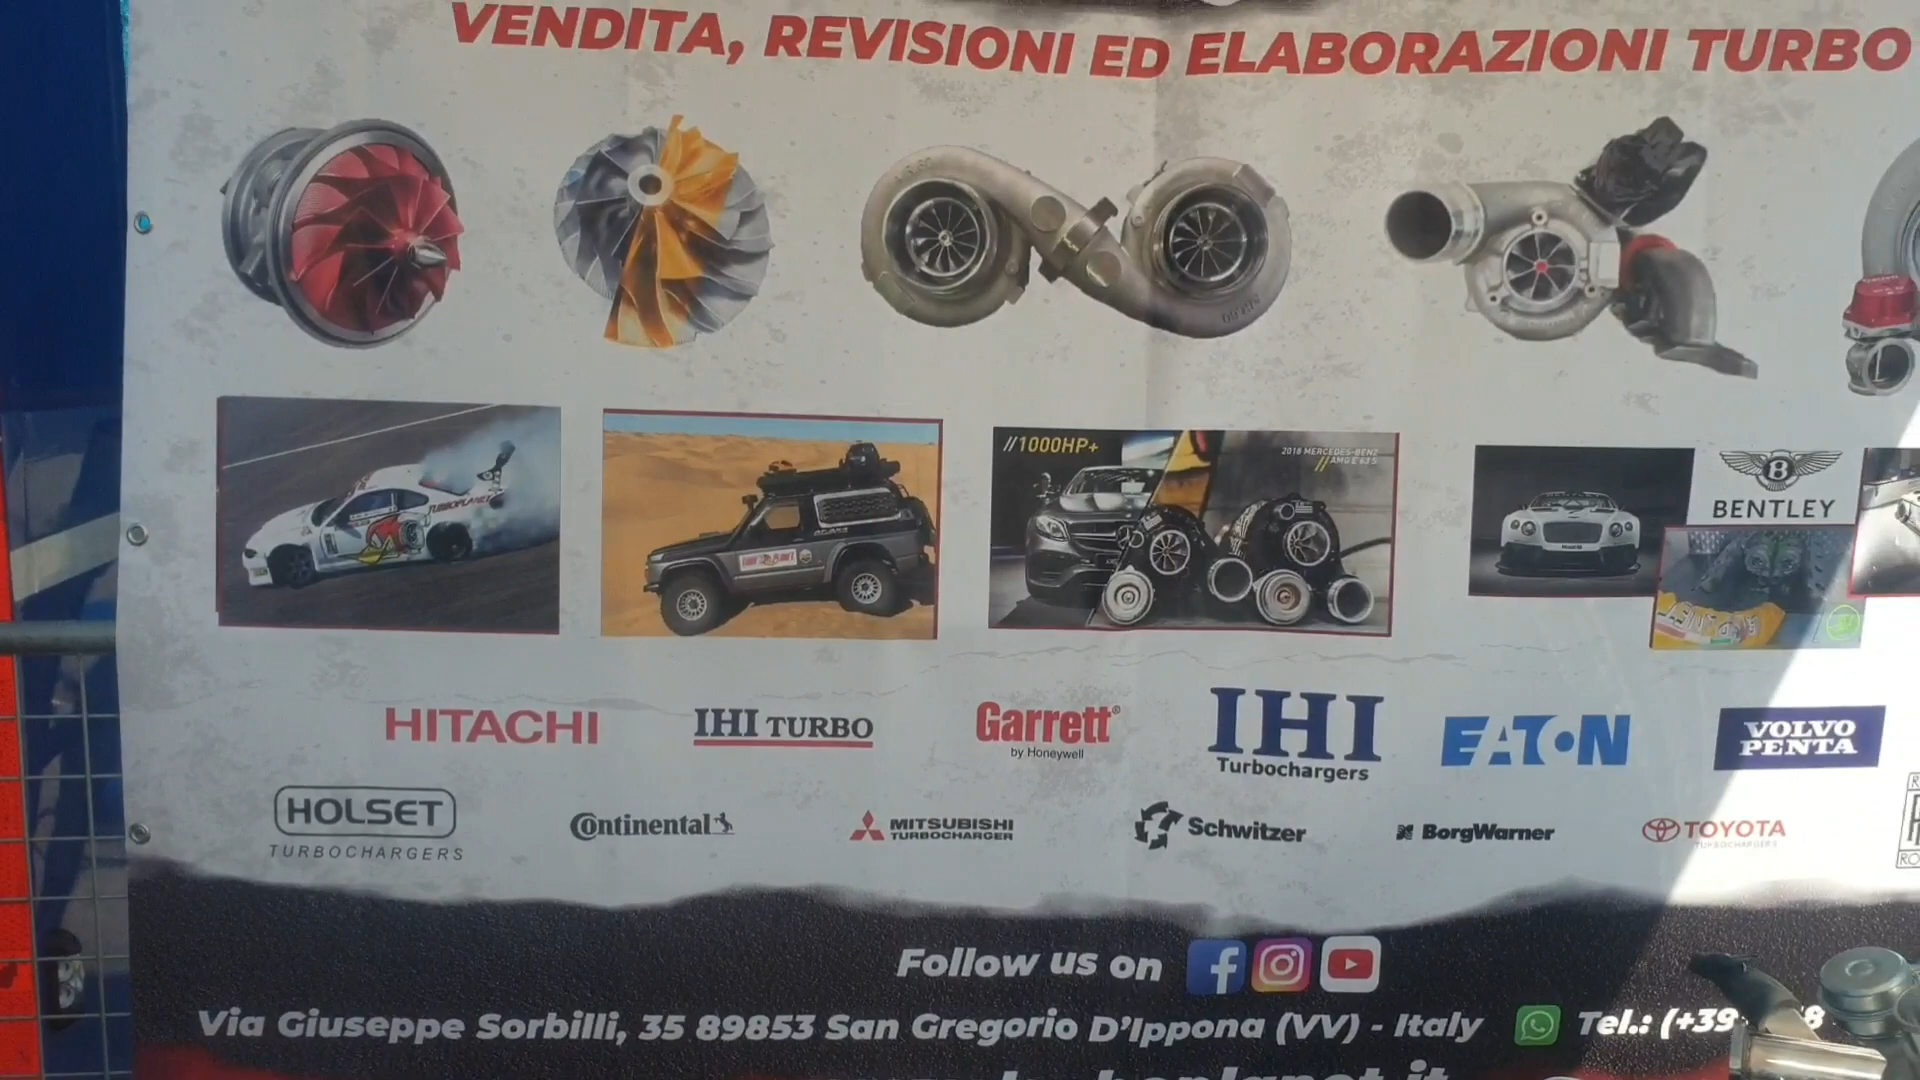 VENDITA, REVISIONI ED ELABORAZIONI TURBO
//1000HP+
2018 MERCEDES-BENZ
//AMG E 63 S
TURBOPLANET
B
BENTLEY
HITACHI
IHI TURBO
Garrett®
by Honeywell
IHI
Turbochargers
EATON
VOLVO
PENTA
HOLSET
TURBOCHARGERS
Continental
MITSUBISHI
TURBOCHARGER
Schwitzer
BorgWarner
TOYOTA
TURBOCHARGERS
Follow us on
Via Giuseppe Sorbilli, 35 89853 San Gregorio D'Ippona (VV) - Italy
Tel.: (+39